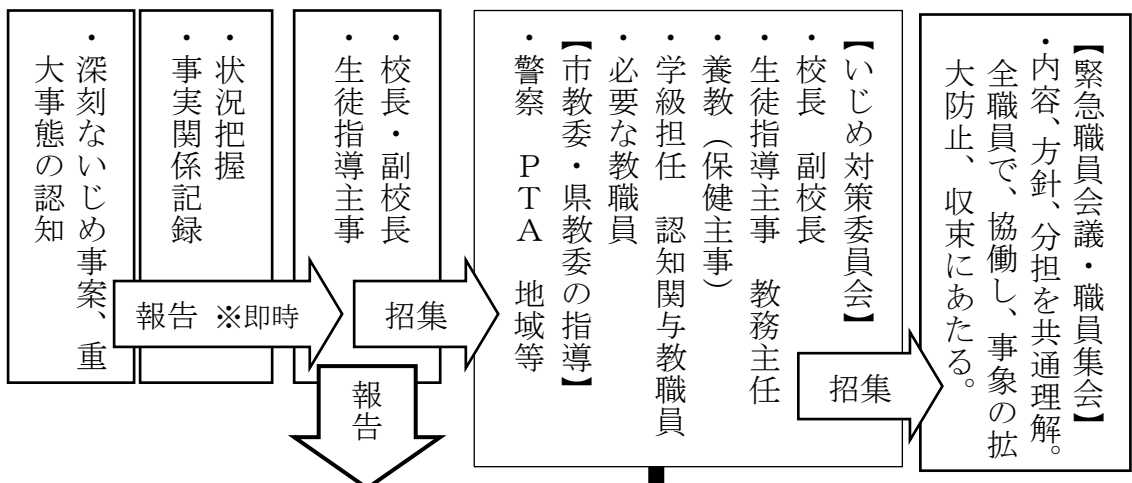 ・深刻ないじめ事案、重
大事態の認知
・状況把握
・事実関係記録
報告 ※即時
・校長・副校長
・生徒指導主事
招集
報告
【いじめ対策委員会】
・校長 副校長
・生徒指導主事 教務主任
・養教（保健主事）
・学級担任 認知関与教職員
・必要な教職員
【市教委・県教委の指導】
・警察 PTA 地域等
招集
【緊急職員会議・職員集会】
・内容、方針、分担を共通理解。
全職員で、協働し、事象の拡
大防止、収束にあたる。